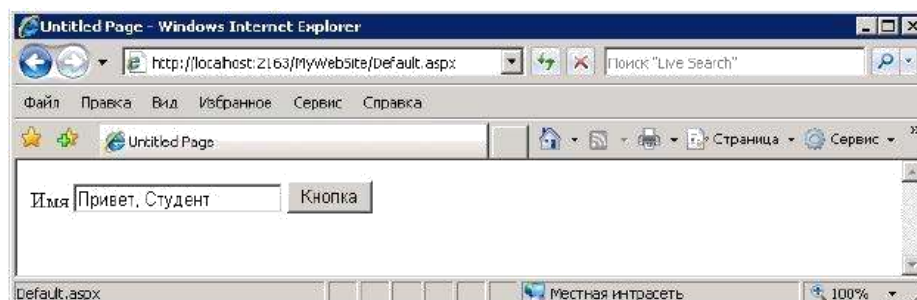 Untitled Page - Windows Internet Explorer
http://localhost:2163/MyWebSite/Default.aspx
Поиск "Live Search"
Файл Правка Вид Избранное Сервис Справка
Untitled Page
Страница
Сервис
»
Имя Привет, Студент Кнопка
Default.aspx
Местная интрасеть
100%